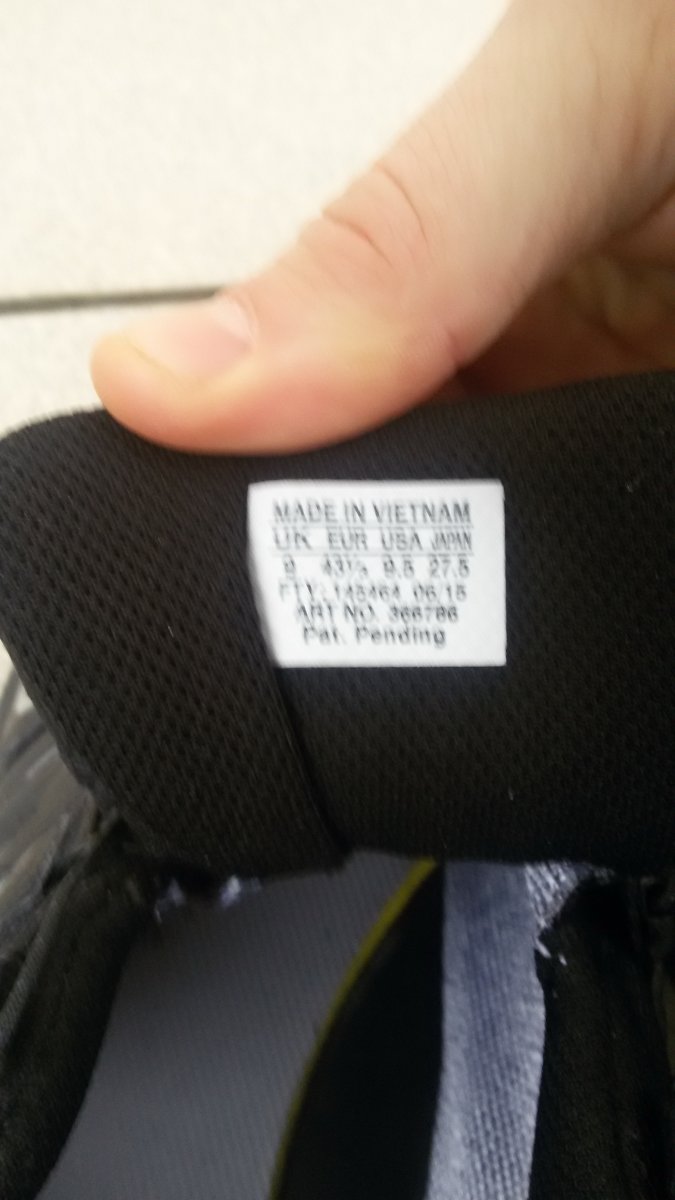 MADE IN VIETNAM
UK EUR USA JAPAN
9 43⅓ 9.5 27.5
FTY: 145464 06/15
ART NO. 366786
Pat. Pending